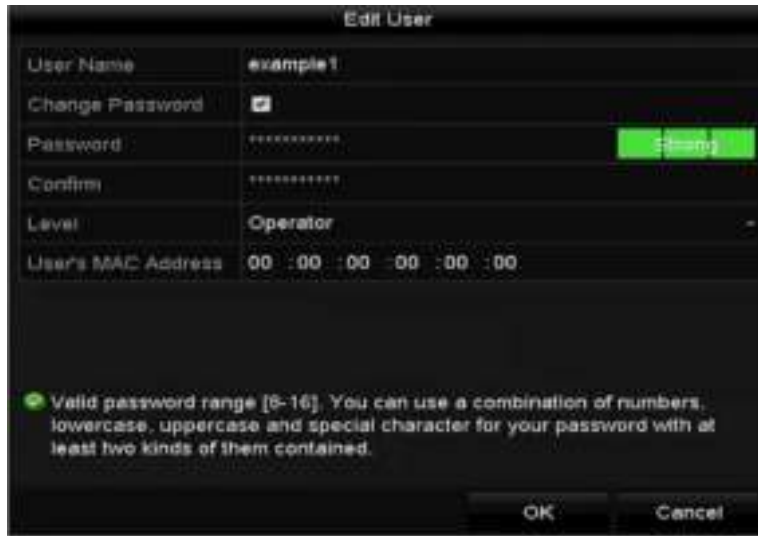 Edit User
User Name example1
Change Password
Password *********** Strong
Confirm ***********
Level Operator
User's MAC Address 00 :00 :00 :00 :00 :00
Valid password range [8-16]. You can use a combination of numbers,
lowercase, uppercase and special character for your password with at
least two kinds of them contained.
OK Cancel